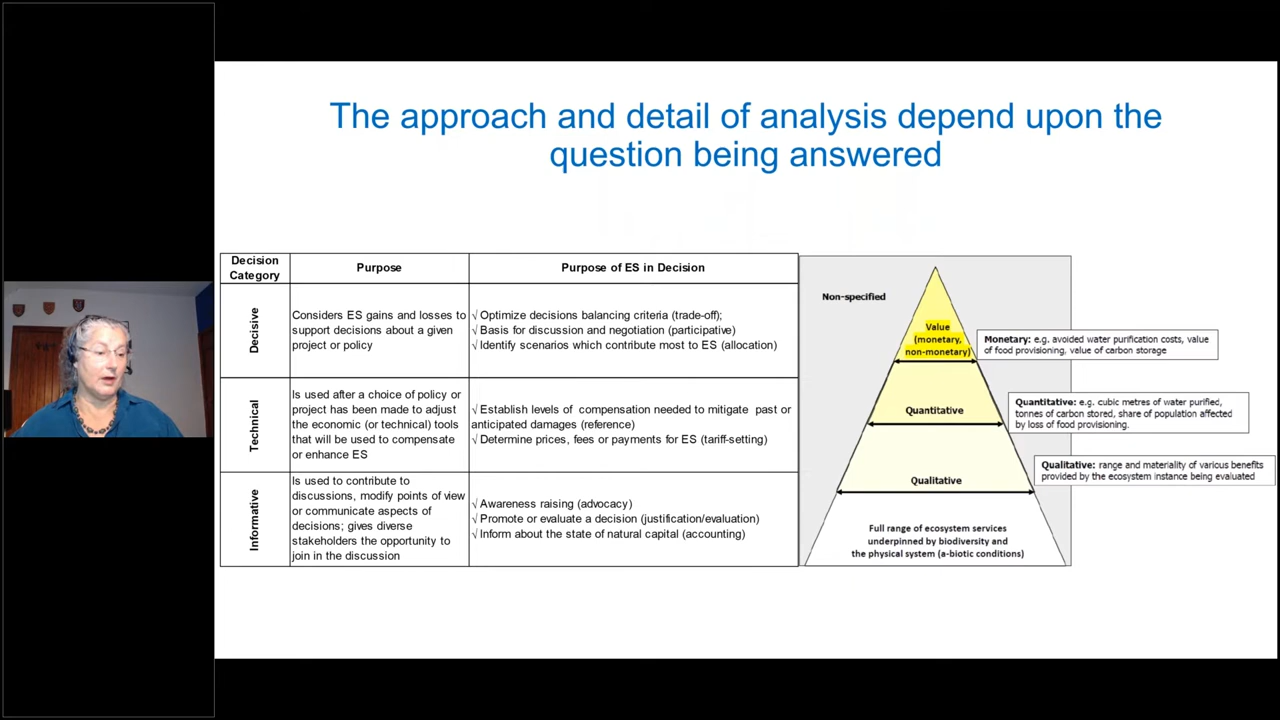 The approach and detail of analysis depend upon the
question being answered
Decision
Category
Purpose
Purpose of ES in Decision
Decisive
Considers ES gains and losses to
support decisions about a given
project or policy
√ Optimize decisions balancing criteria (trade-off);
√ Basis for discussion and negotiation (participative)
√ Identify scenarios which contribute most to ES (allocation)
Technical
Is used after a choice of policy or
project has been made to adjust
the economic (or technical) tools
that will be used to compensate
or enhance ES
√ Establish levels of compensation needed to mitigate past or
anticipated damages (reference)
√ Determine prices, fees or payments for ES (tariff-setting)
Informative
Is used to contribute to
discussions, modify points of view
or communicate aspects of
decisions; gives diverse
stakeholders the opportunity to
join in the discussion
√ Awareness raising (advocacy)
√ Promote or evaluate a decision (justification/evaluation)
√ Inform about the state of natural capital (accounting)
Non-specified
Value
(monetary,
non-monetary)
Monetary: e.g. avoided water purification costs, value
of food provisioning, value of carbon storage
Quantitative
Quantitative: e.g. cubic metres of water purified,
tonnes of carbon stored, share of population affected
by loss of food provisioning.
Qualitative
Qualitative: range and materiality of various benefits
provided by the ecosystem instance being evaluated
Full range of ecosystem services
underpinned by biodiversity and
the physical system (a-biotic conditions)